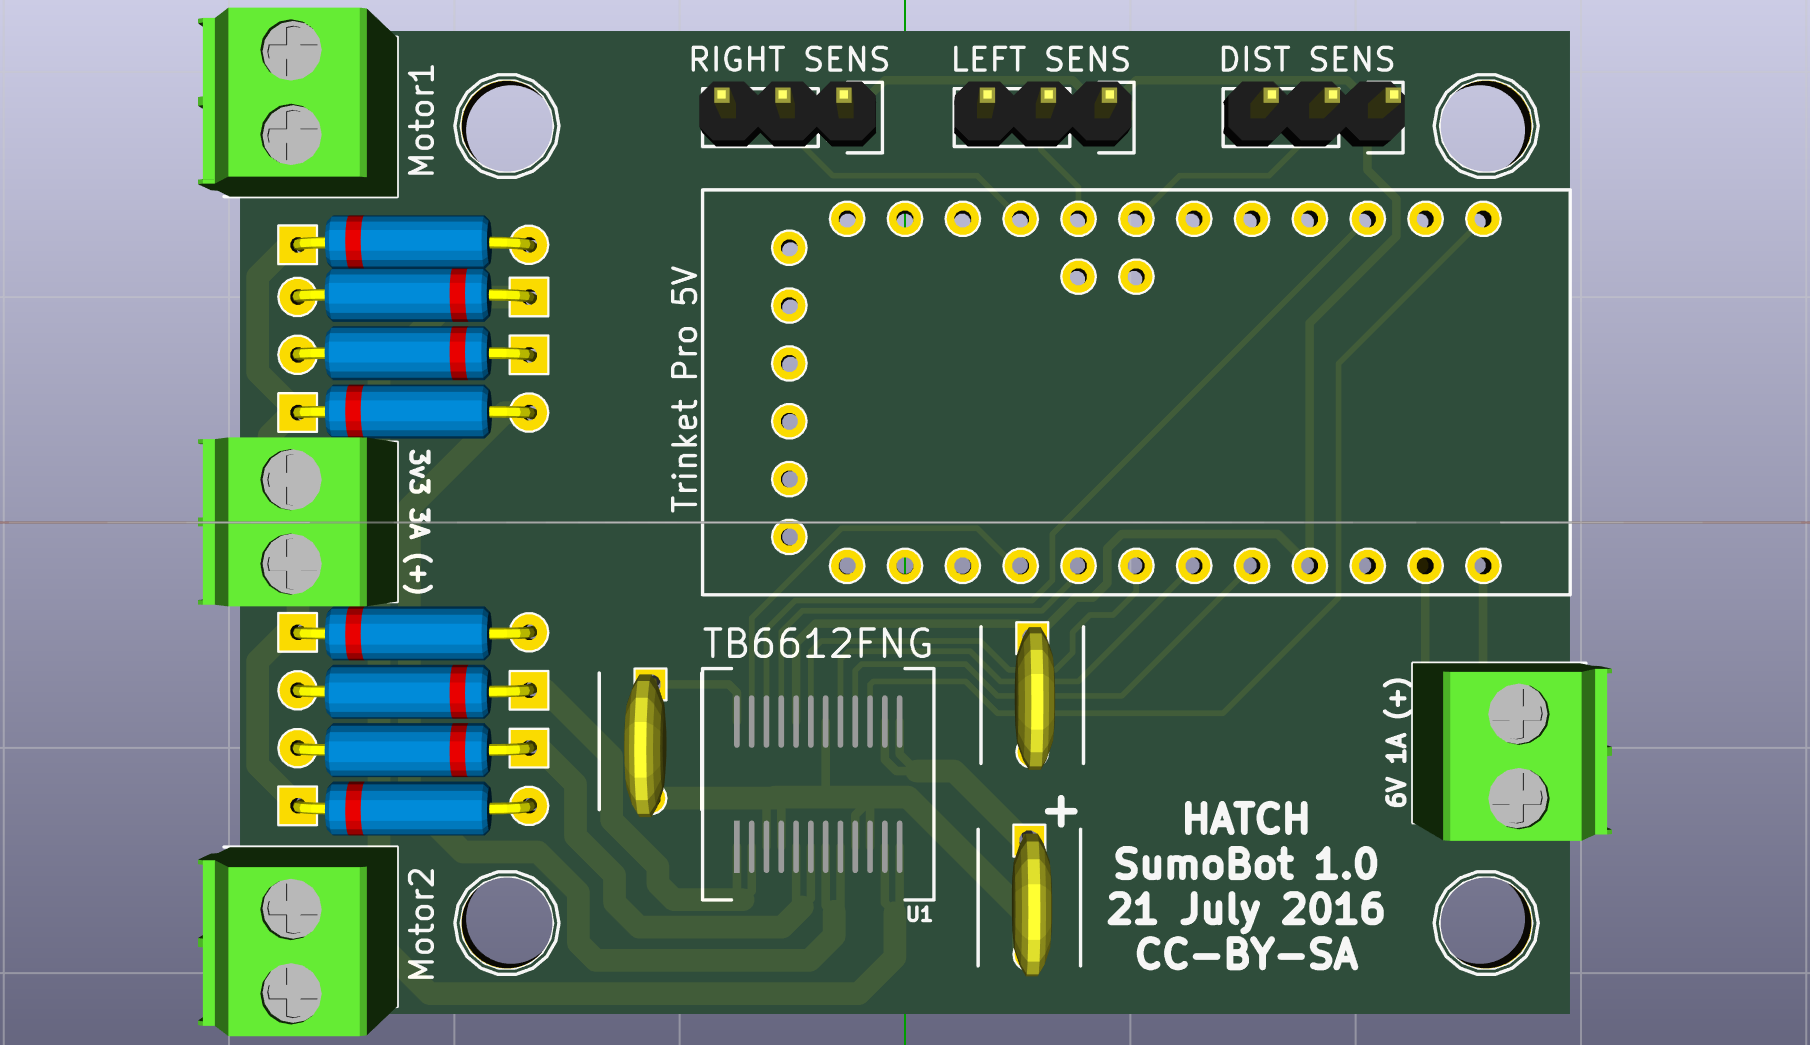 RIGHT SENS
LEFT SENS
DIST SENS
Motor1
Trinket Pro 5V
3v3 3A (+)
TB6612FNG
6V 1A (+)
+
HATCH
SumoBot 1.0
21 July 2016
CC-BY-SA
Motor2
U1